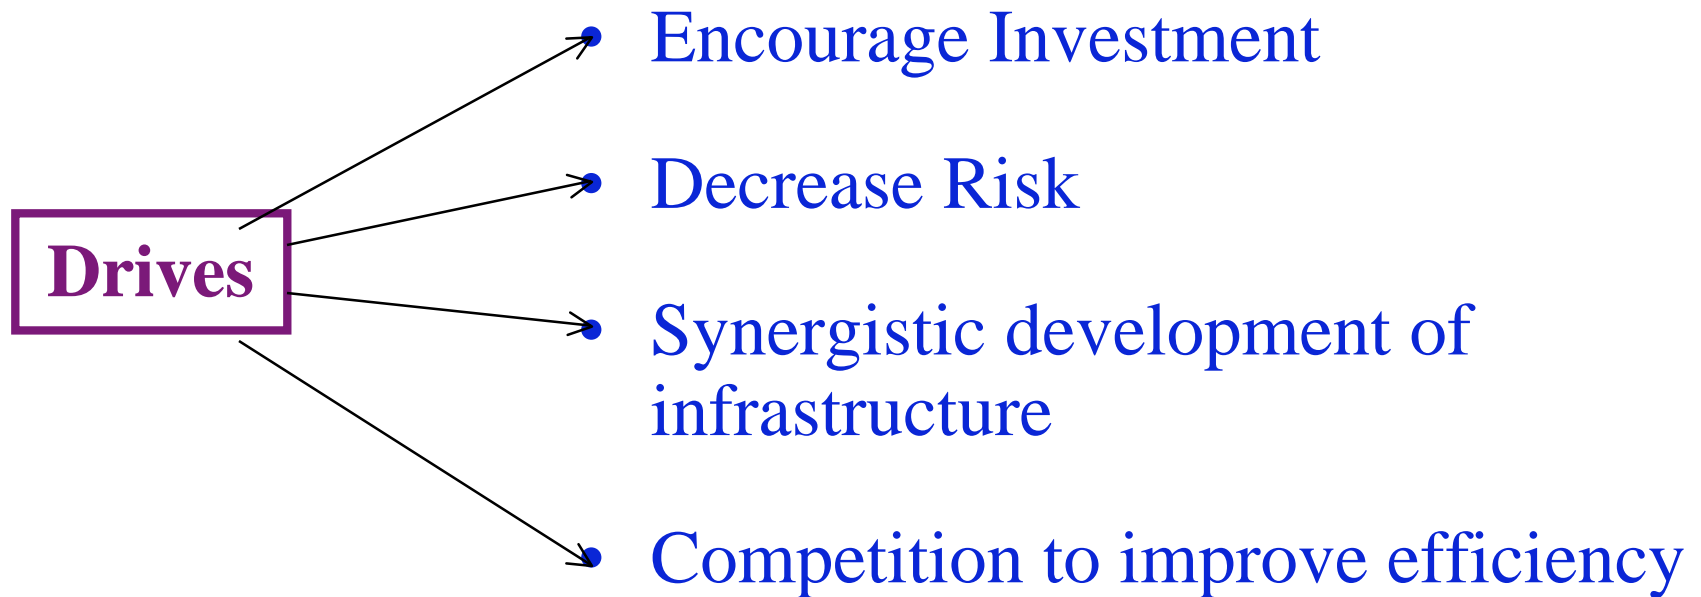 Encourage Investment
Decrease Risk
Drives
Synergistic development of
infrastructure
Competition to improve efficiency